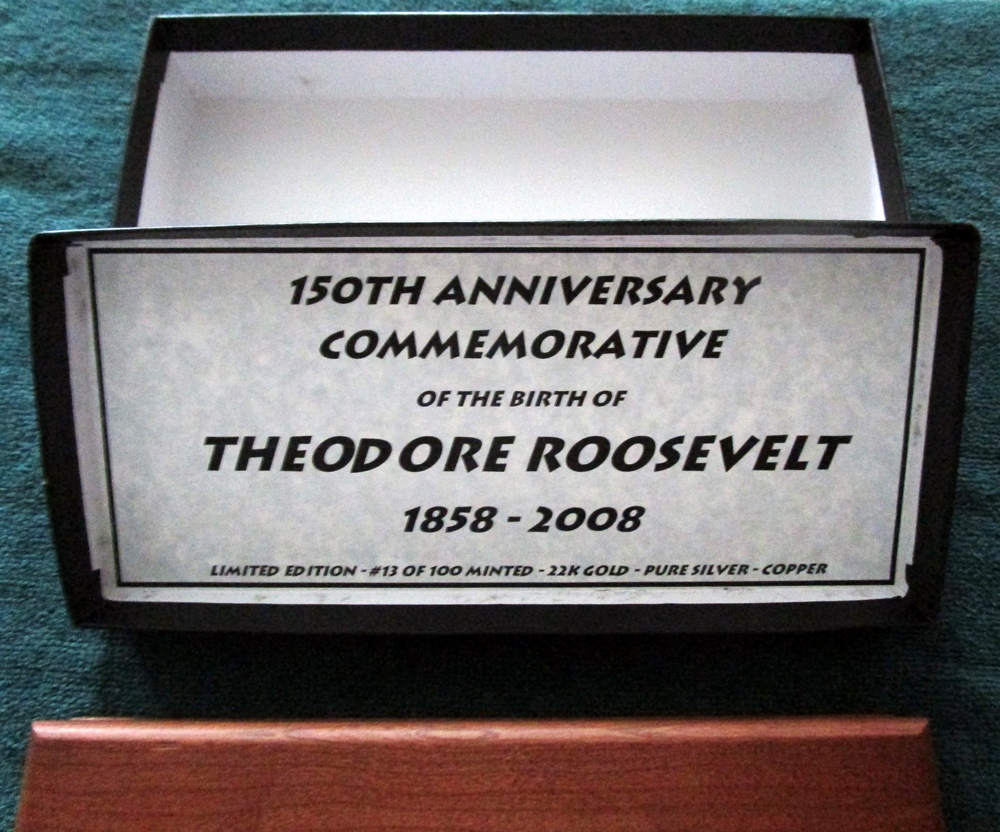 150TH ANNIVERSARY
COMMEMORATIVE
OF THE BIRTH OF
THEODORE ROOSEVELT
1858 - 2008
LIMITED EDITION - #13 OF 100 MINTED - 22K GOLD - PURE SILVER - COPPER